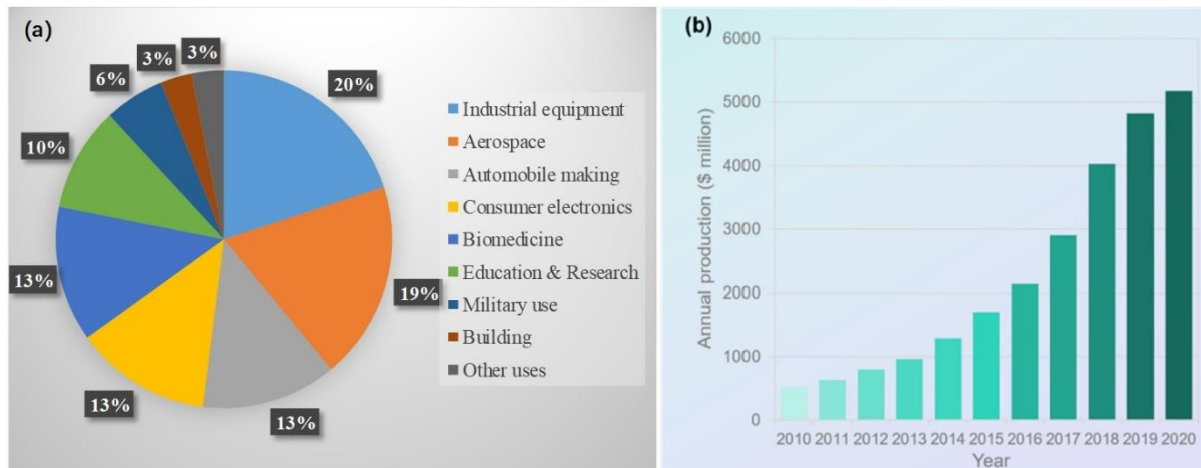 (a)
3%
3%
6%
20%
10%
13%
19%
13%
13%
Industrial equipment
Aerospace
Automobile making
Consumer electronics
Biomedicine
Education & Research
Military use
Building
Other uses
(b)
Annual production ($ million)
6000
5000
4000
3000
2000
1000
0
2010 2011 2012 2013 2014 2015 2016 2017 2018 2019 2020
Year